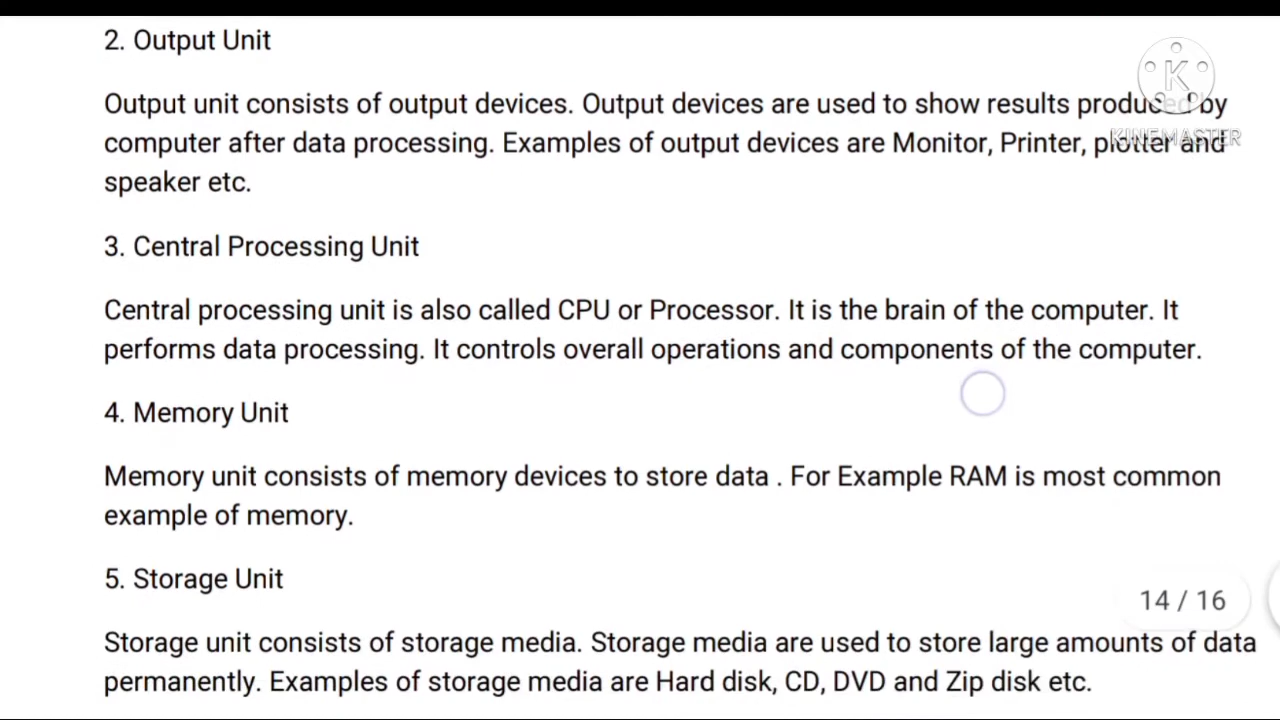 2. Output Unit
Output unit consists of output devices. Output devices are used to show results produced by
computer after data processing. Examples of output devices are Monitor, Printer, plotter and
speaker etc.
3. Central Processing Unit
Central processing unit is also called CPU or Processor. It is the brain of the computer. It
performs data processing. It controls overall operations and components of the computer.
4. Memory Unit
Memory unit consists of memory devices to store data . For Example RAM is most common
example of memory.
5. Storage Unit
Storage unit consists of storage media. Storage media are used to store large amounts of data
permanently. Examples of storage media are Hard disk, CD, DVD and Zip disk etc.
K
KINEMASTER
14 / 16